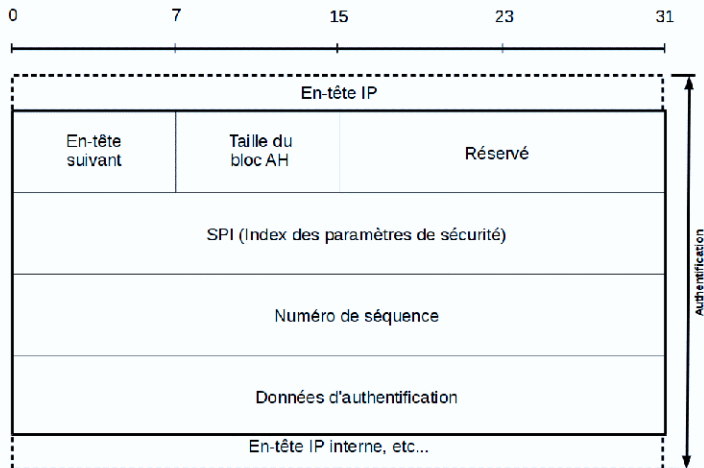 0 7 15 23 31
En-tête IP
En-tête
suivant
Taille du
bloc AH
Réservé
SPI (Index des paramètres de sécurité)
Numéro de séquence
Données d'authentification
En-tête IP interne, etc...
Authentification